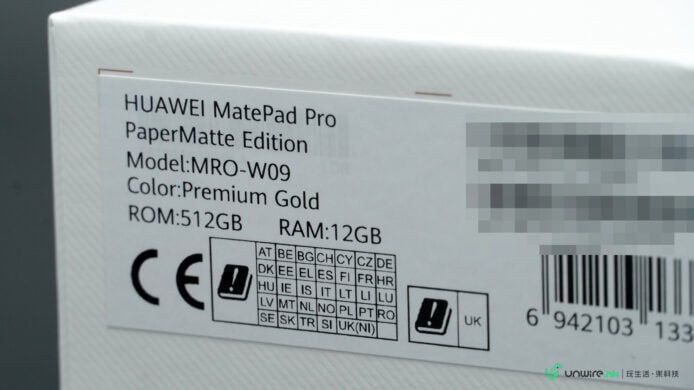 HUAWEI MatePad Pro
PaperMatte Edition
Model:MRO-W09
Color:Premium Gold
ROM:512GB RAM:12GB
CE
AT BE BG CH CY CZ DE
DK EE EL ES FI FR HR
HU IE IS IT LT LI LU
LV MT NL NO PL PT RO
SE SK TR SI UK(NI)
UK
6 942103 133
unwire.hk 玩生活·樂科技